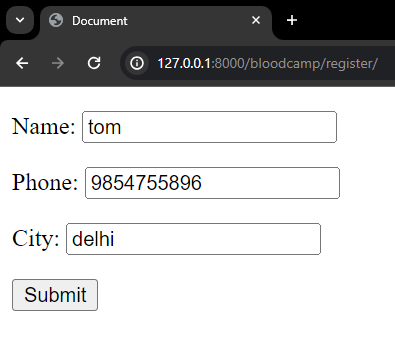 Document
127.0.0.1:8000/bloodcamp/register/
Name: tom
Phone: 9854755896
City: delhi
Submit